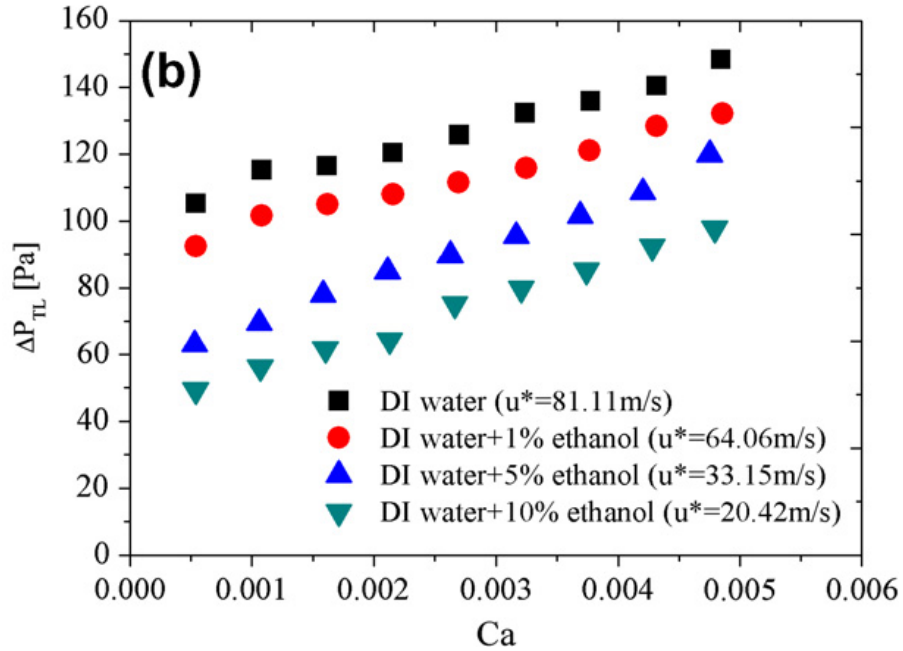 (b)
160
140
120
100
80
60
40
20
0
ΔP_TL [Pa]
DI water (u*=81.11m/s)
DI water+1% ethanol (u*=64.06m/s)
DI water+5% ethanol (u*=33.15m/s)
DI water+10% ethanol (u*=20.42m/s)
0.000 0.001 0.002 0.003 0.004 0.005 0.006
Ca